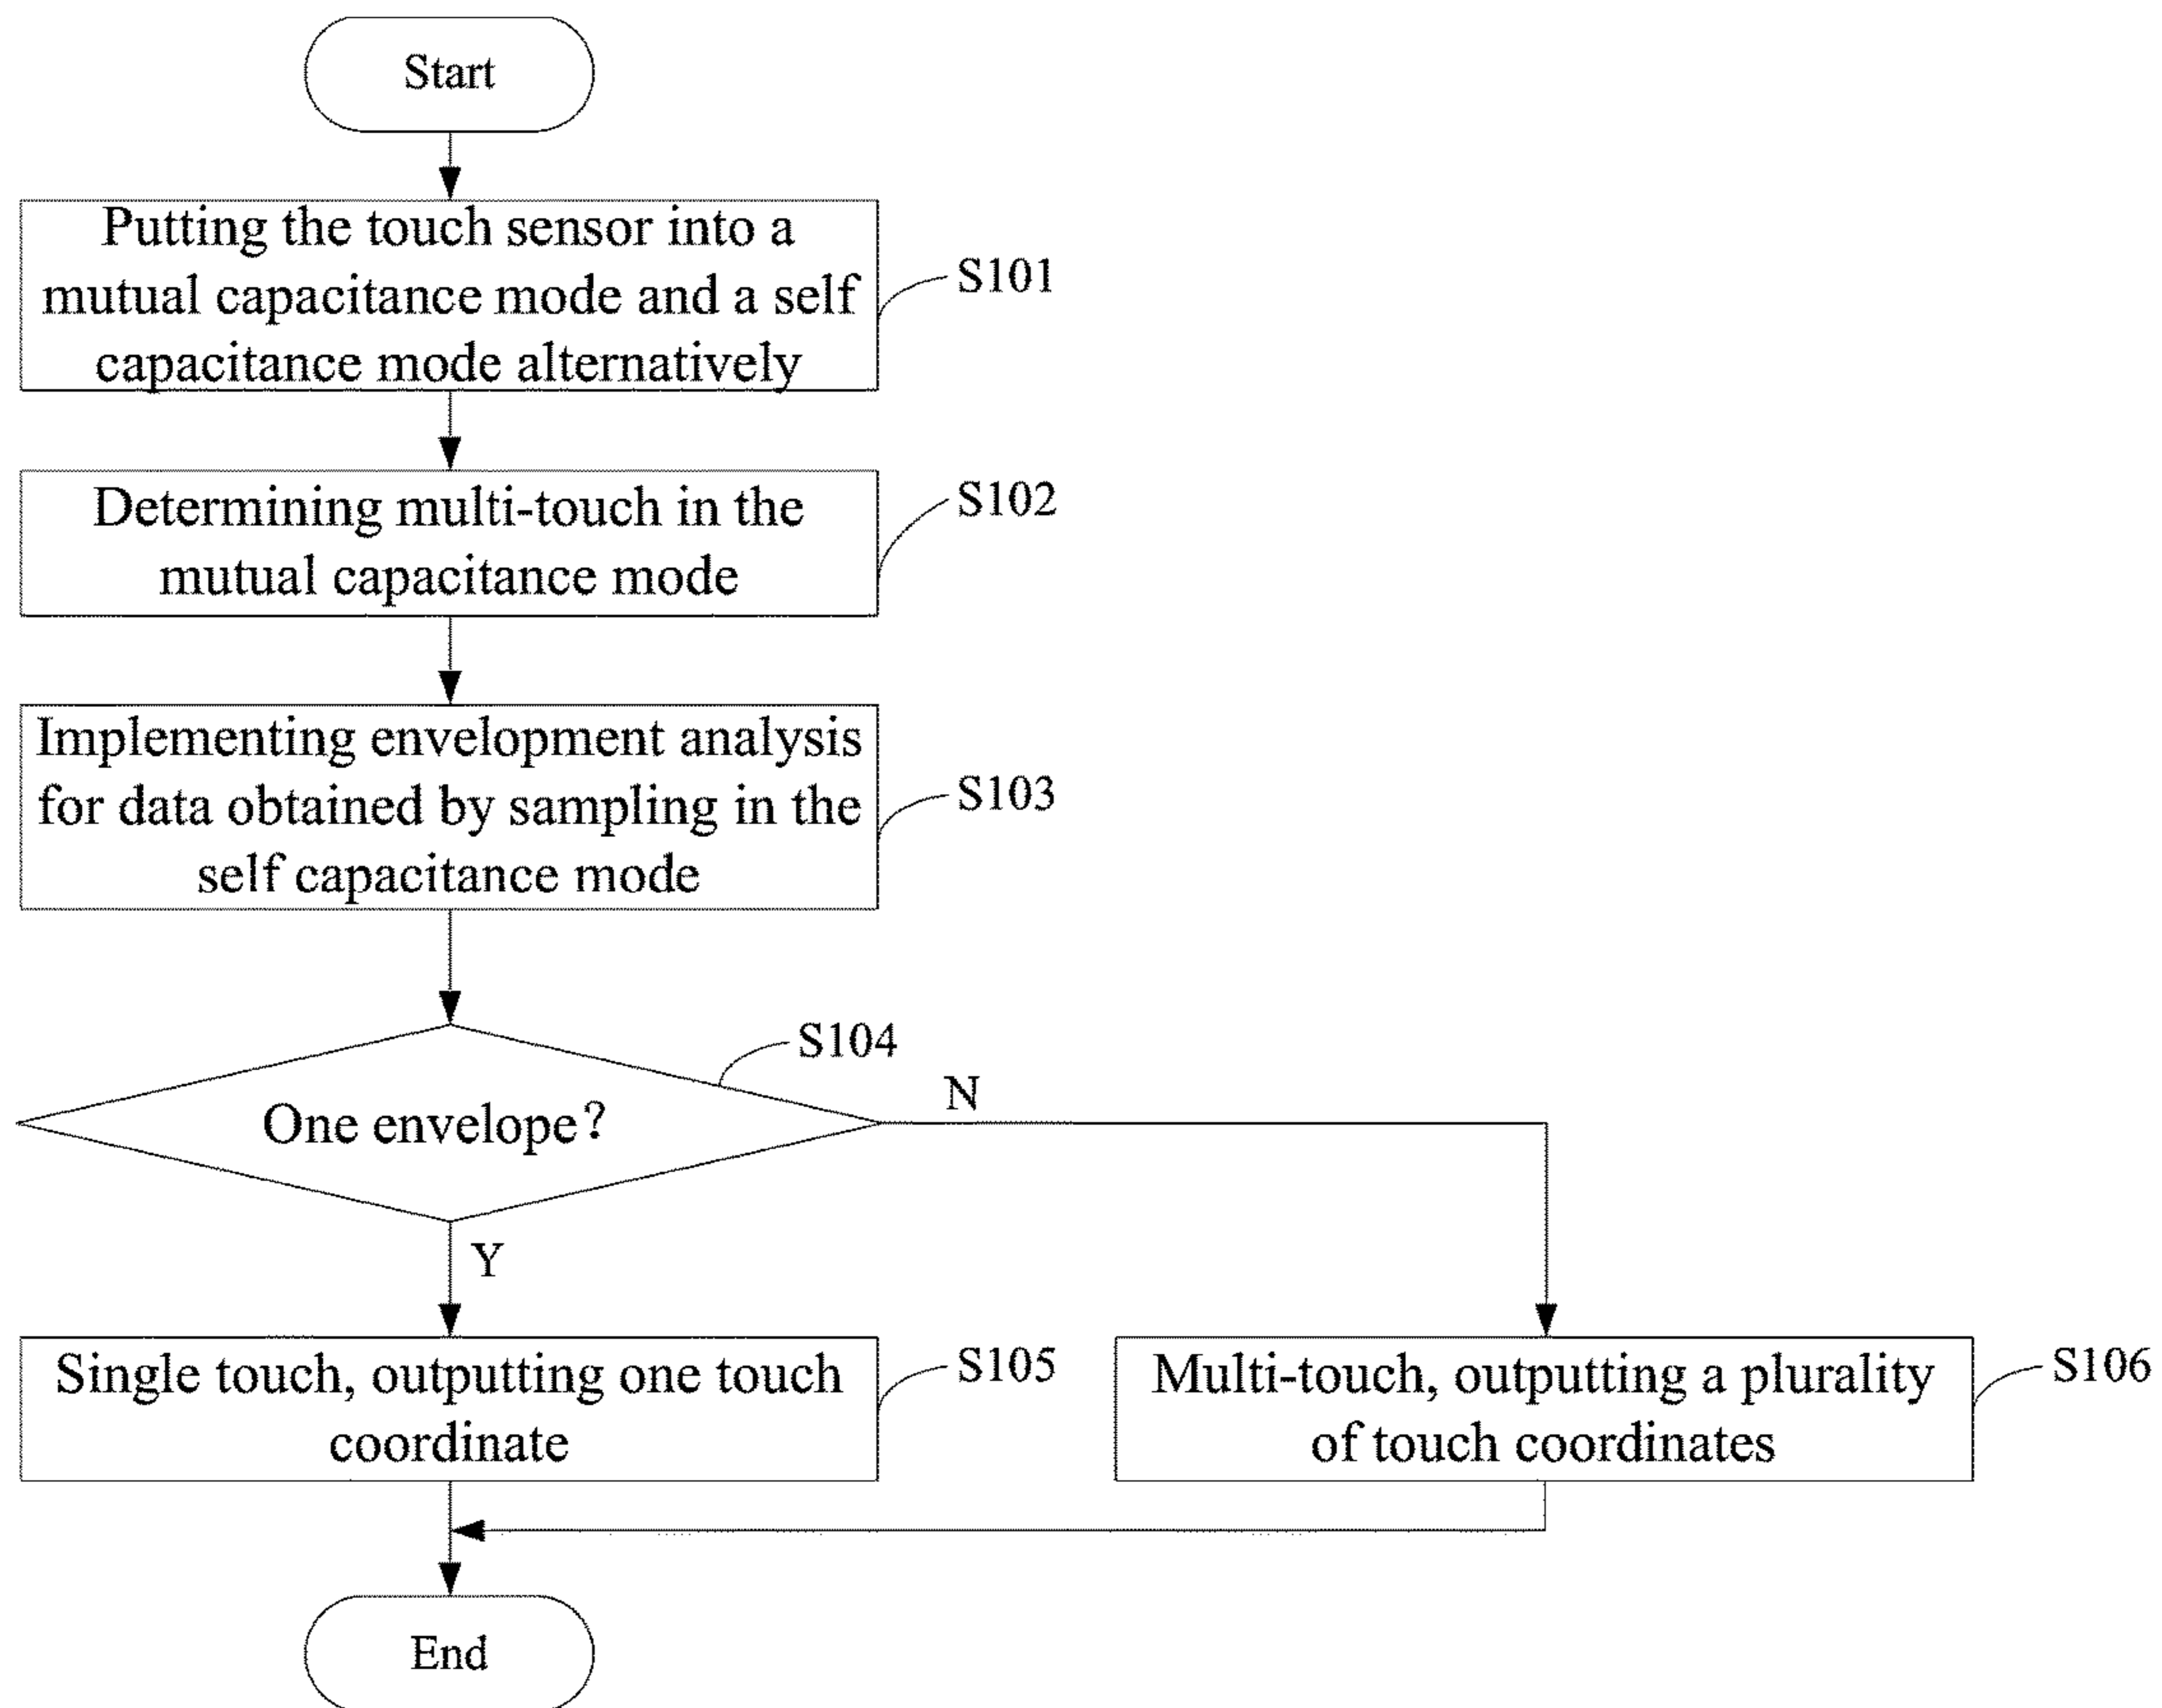 Start
Putting the touch sensor into a
mutual capacitance mode and a self
capacitance mode alternatively
S101
Determining multi-touch in the
mutual capacitance mode
S102
Implementing envelopment analysis
for data obtained by sampling in the
self capacitance mode
S103
S104
One envelope?
N
Y
Single touch, outputting one touch
coordinate
S105
Multi-touch, outputting a plurality
of touch coordinates
S106
End